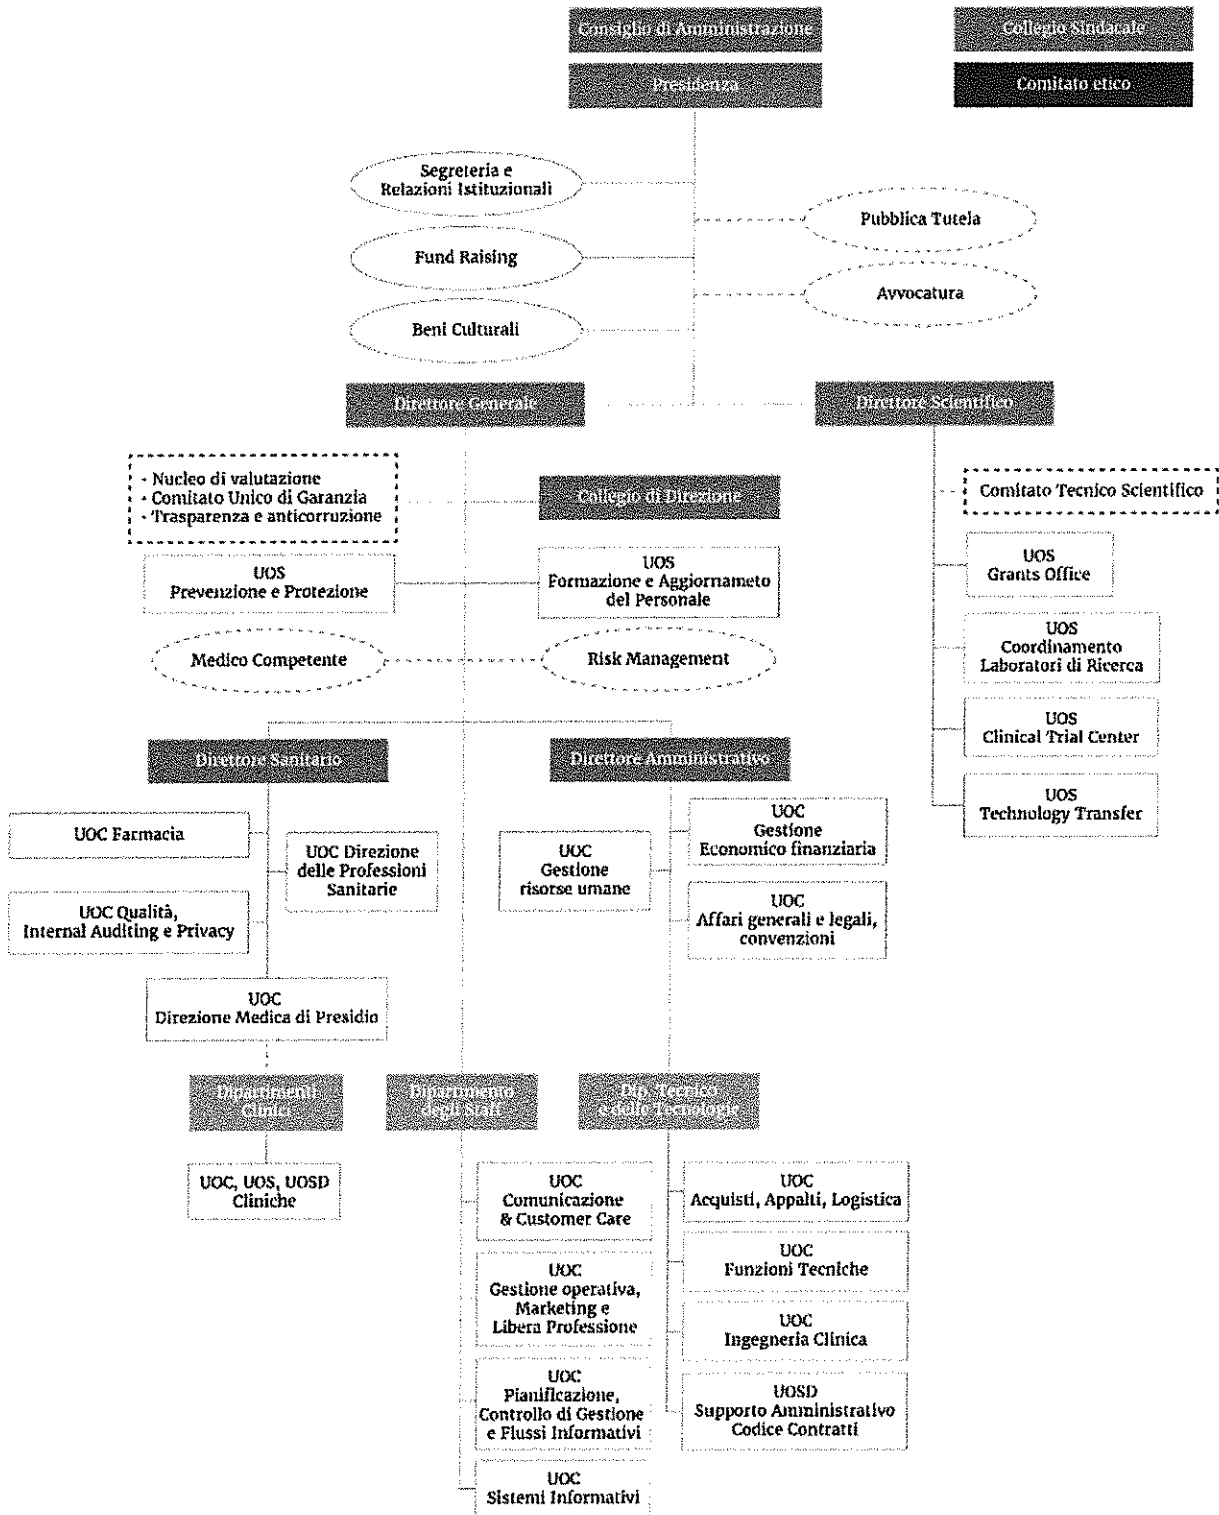 Consiglio di Amministrazione
Collegio Sindacale
Presidenza
Comitato etico
Segreteria e
Relazioni Istituzionali
Pubblica Tutela
Fund Raising
Avvocatura
Beni Culturali
Direttore Generale
Direttore Scientifico
- Nucleo di valutazione
- Comitato Unico di Garanzia
- Trasparenza e anticorruzione
Collegio di Direzione
Comitato Tecnico Scientifico
UOS
Prevenzione e Protezione
UOS
Formazione e Aggiornameto
del Personale
UOS
Grants Office
Medico Competente
Risk Management
UOS
Coordinamento
Laboratori di Ricerca
UOS
Clinical Trial Center
UOS
Technology Transfer
Direttore Sanitario
Direttore Amministrativo
UOC Farmacia
UOC Direzione
delle Professioni
Sanitarie
UOC Qualità,
Internal Auditing e Privacy
UOC
Direzione Medica di Presidio
UOC
Gestione
risorse umane
UOC
Gestione
Economico finanziaria
UOC
Affari generali e legali,
convenzioni
Dipartimenti
Clinici
Dipartimento
degli Staff
Dip. Tecnico
e delle Tecnologie
UOC, UOS, UOSD
Cliniche
UOC
Comunicazione
& Customer Care
UOC
Gestione operativa,
Marketing e
Libera Professione
UOC
Pianificazione,
Controllo di Gestione
e Flussi Informativi
UOC
Sistemi Informativi
UOC
Acquisti, Appalti, Logistica
UOC
Funzioni Tecniche
UOC
Ingegneria Clinica
UOSD
Supporto Amministrativo
Codice Contratti